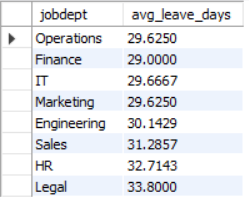 jobdept avg_leave_days
Operations 29.6250
Finance 29.0000
IT 29.6667
Marketing 29.6250
Engineering 30.1429
Sales 31.2857
HR 32.7143
Legal 33.8000